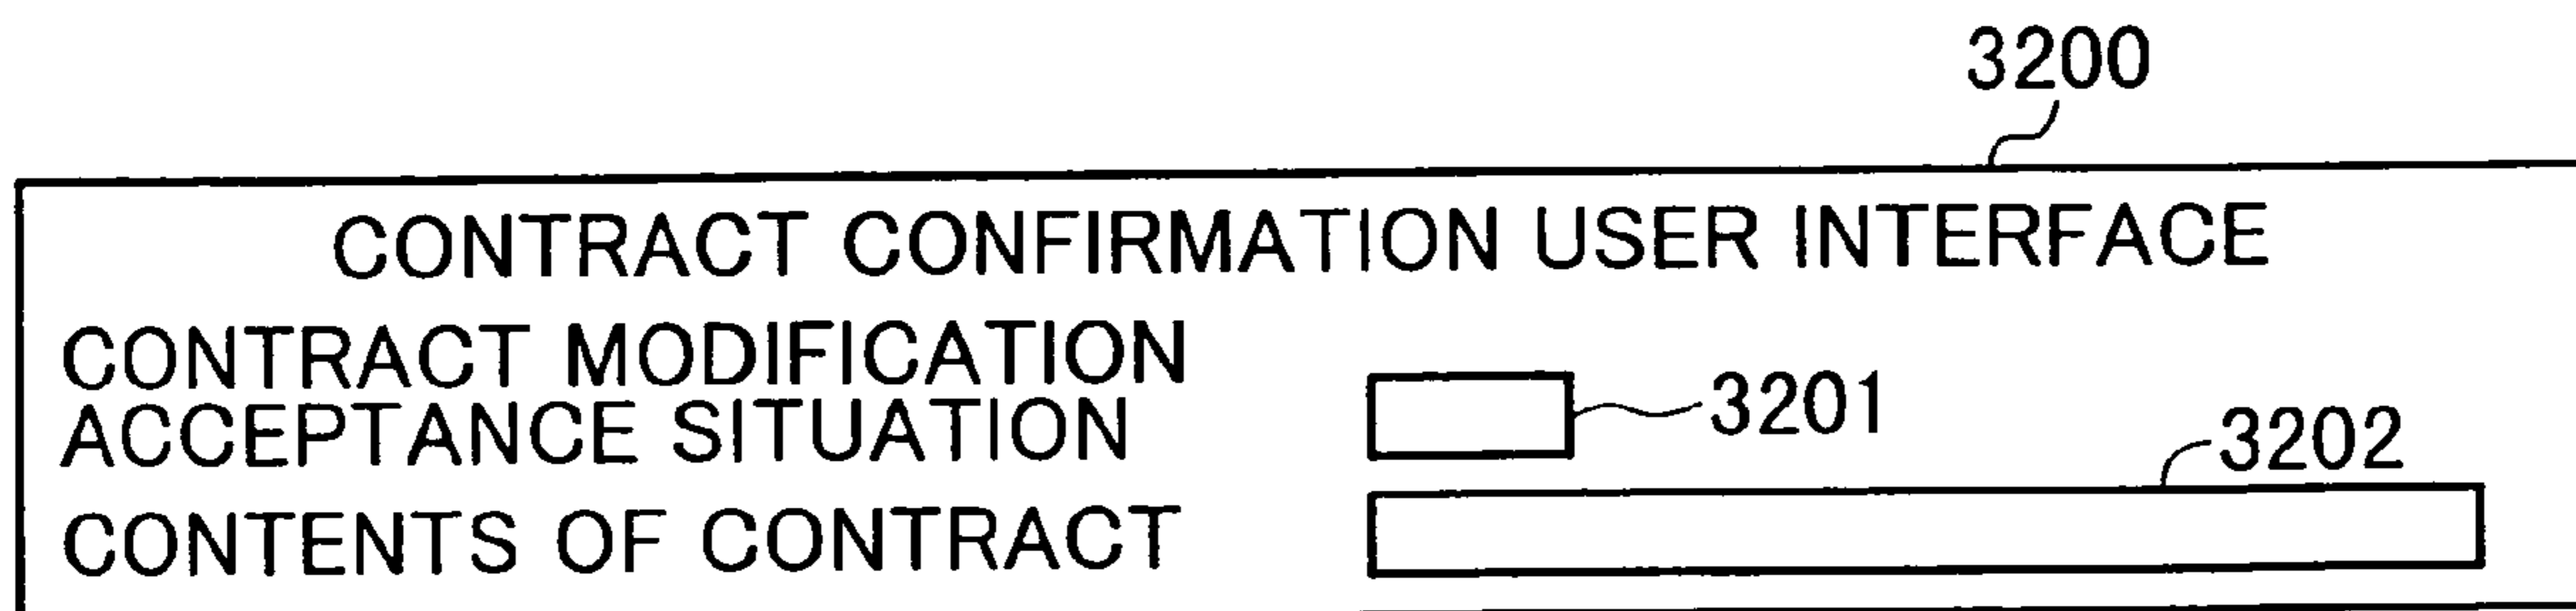 3200
CONTRACT CONFIRMATION USER INTERFACE
CONTRACT MODIFICATION
ACCEPTANCE SITUATION
3201
3202
CONTENTS OF CONTRACT